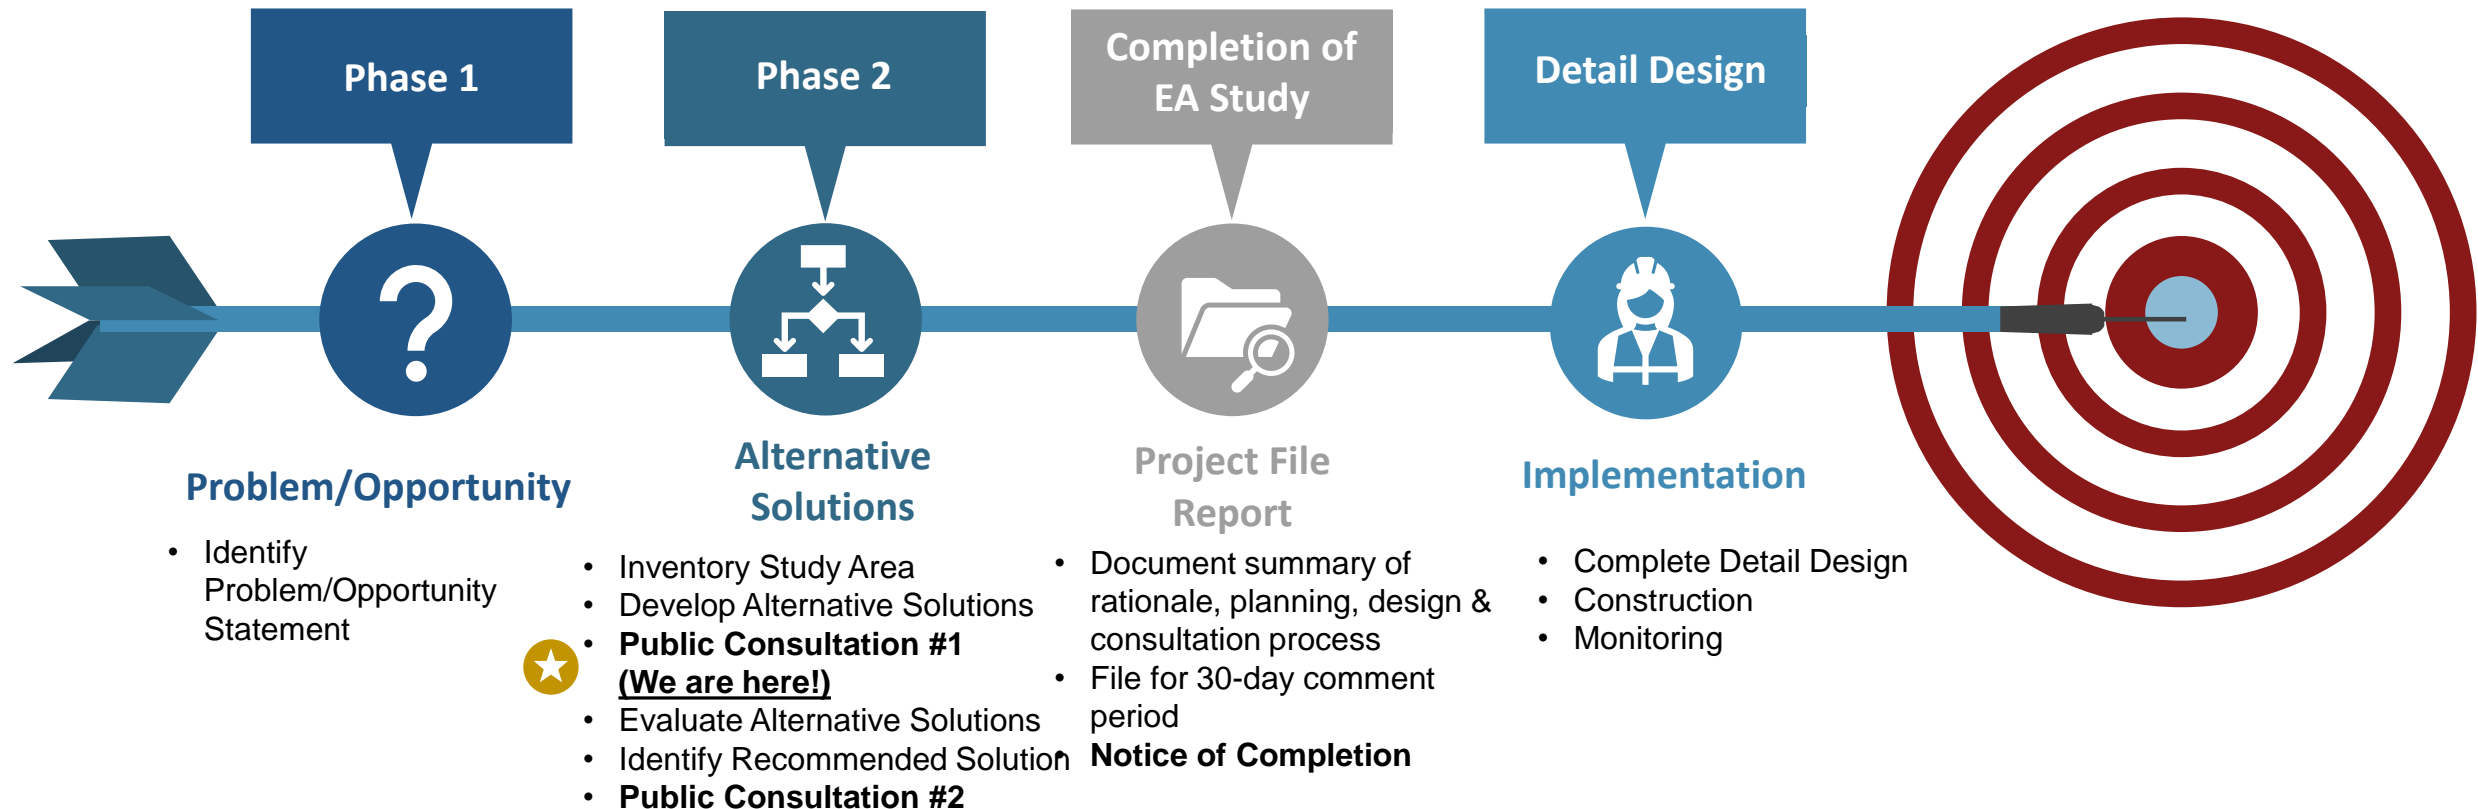 Phase 1
Phase 2
Completion of
EA Study
Detail Design
Problem/Opportunity
• Identify
Problem/Opportunity
Statement
Alternative
Solutions
• Inventory Study Area
• Develop Alternative Solutions
• Public Consultation #1
(We are here!)
• Evaluate Alternative Solutions
• Identify Recommended Solution
• Public Consultation #2
Project File
Report
• Document summary of
rationale, planning, design &
consultation process
• File for 30-day comment
period
• Notice of Completion
Implementation
• Complete Detail Design
• Construction
• Monitoring